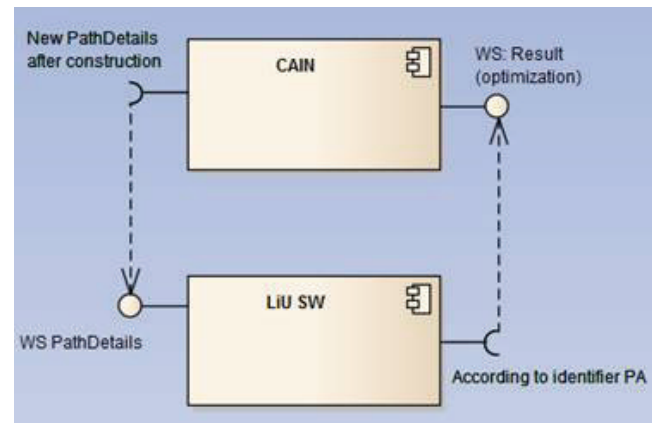 New PathDetails
after construction
CAIN
WS: Result
(optimization)
LiU SW
WS PathDetails
According to identifier PA